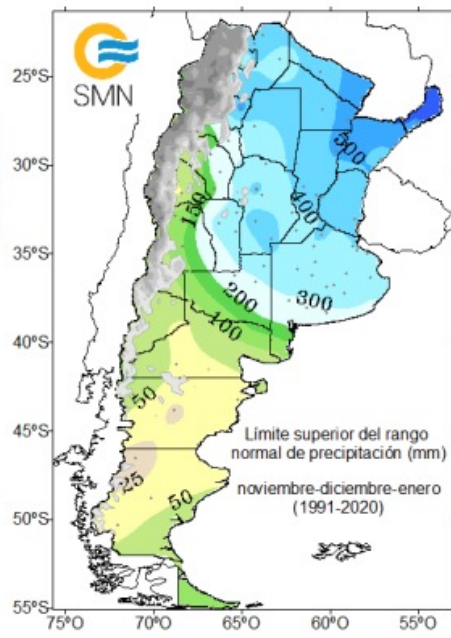 SMN
25°S
30°S
35°S
40°S
45°S
50°S
55°S
500
400
150
300
200
100
50
25
50
Límite superior del rango
normal de precipitación (mm)
noviembre-diciembre-enero
(1991-2020)
75°O
70°O
65°O
60°O
55°O